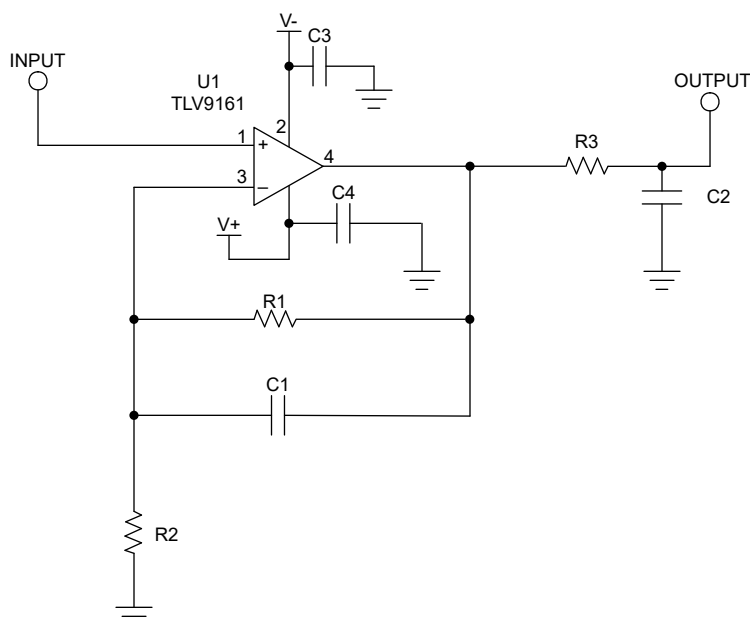 V-
C3
INPUT
U1
TLV9161
OUTPUT
2
1
+
4
R3
3
–
C4
C2
V+
R1
C1
R2